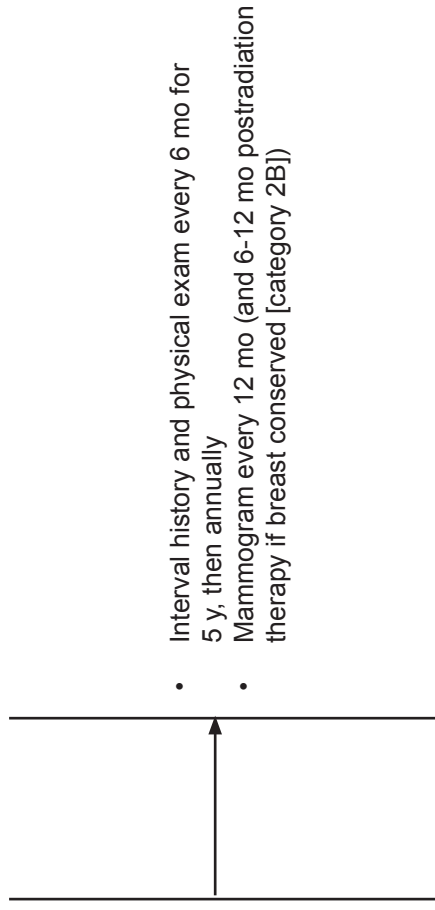 • Interval history and physical exam every 6 mo for
5 y, then annually
• Mammogram every 12 mo (and 6-12 mo postradiation
therapy if breast conserved [category 2B])